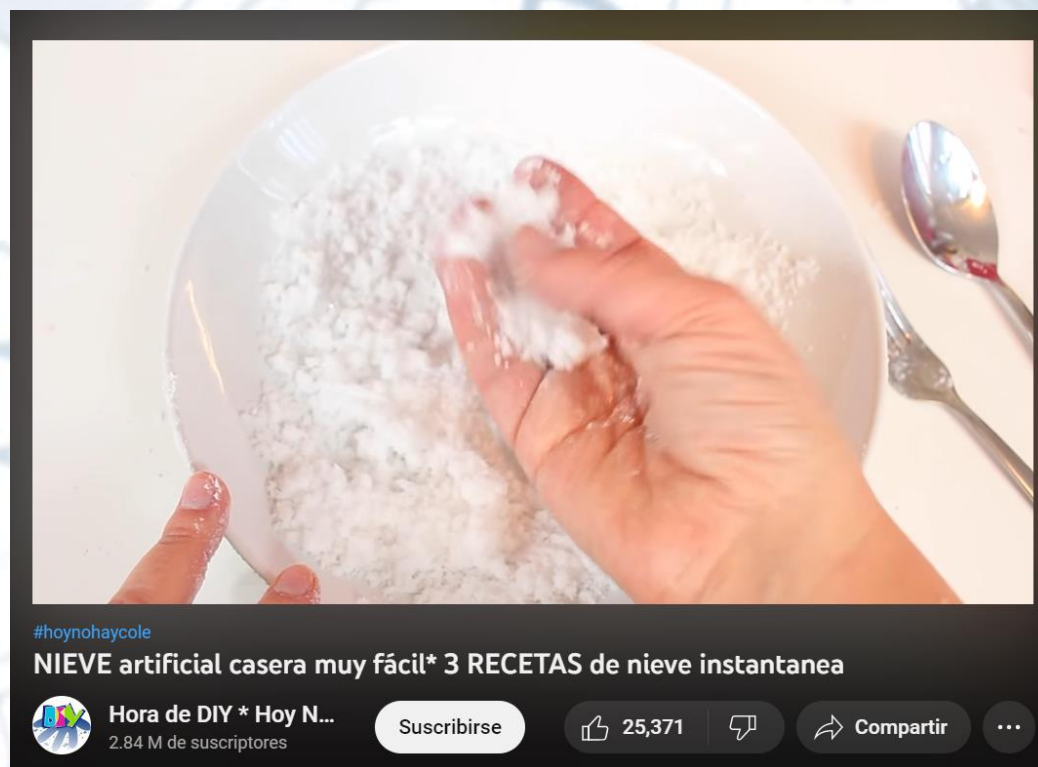 #hoynohaycole
NIEVE artificial casera muy fácil* 3 RECETAS de nieve instantanea
DIY
Hora de DIY * Hoy N...
2.84 M de suscriptores
Suscribirse
25,371
Compartir